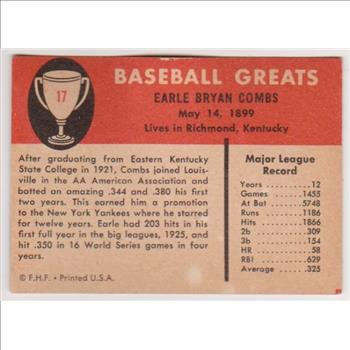 17
BASEBALL GREATS
EARLE BRYAN COMBS
May 14, 1899
Lives in Richmond, Kentucky
After graduating from Eastern Kentucky
State College in 1921, Combs joined Louis-
ville in the AA American Association and
batted an amazing .344 and .380 his first
two years. This earned him a promotion
to the New York Yankees where he starred
for twelve years. Earle had 203 hits in his
first full year in the big leagues, 1925, and
hit .350 in 16 World Series games in four
years.
© F.H.F. • Printed U.S.A.
Major League
Record
Years ........ 12
Games ..... 1455
At Bat ..... 5748
Runs ....... 1186
Hits ........ 1866
2b ........... 309
3b ........... 154
HR ............ 58
RBI .......... 629
Average ..... .325